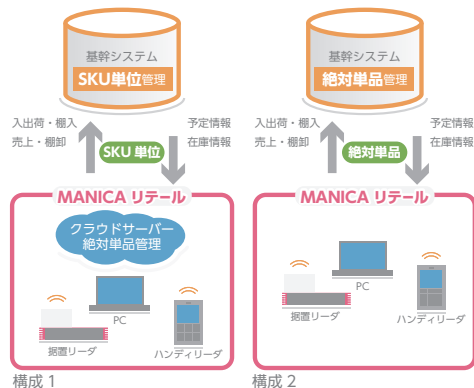 基幹システム
SKU単位管理
入出荷・棚入
売上・棚卸
SKU 単位
予定情報
在庫情報
MANICA リテール
クラウドサーバー
絶対単品管理
PC
据置リーダ
ハンディリーダ
構成 1
基幹システム
絶対単品管理
入出荷・棚入
売上・棚卸
絶対単品
予定情報
在庫情報
MANICA リテール
PC
据置リーダ
ハンディリーダ
構成 2